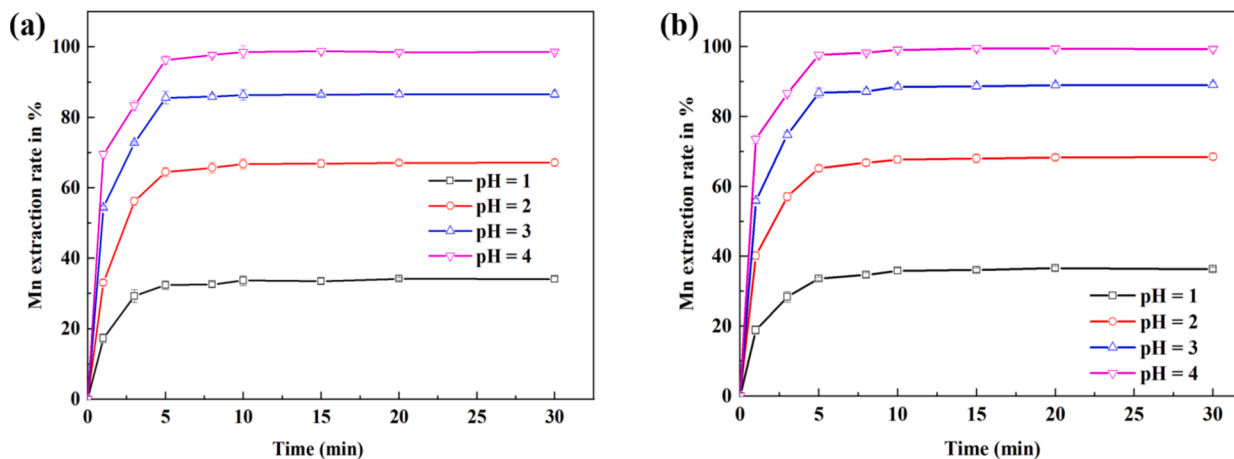 (a)
Mn extraction rate in %
100
80
60
40
20
0
pH = 1
pH = 2
pH = 3
pH = 4
0 5 10 15 20 25 30
Time (min)
(b)
Mn extraction rate in %
100
80
60
40
20
0
pH = 1
pH = 2
pH = 3
pH = 4
0 5 10 15 20 25 30
Time (min)